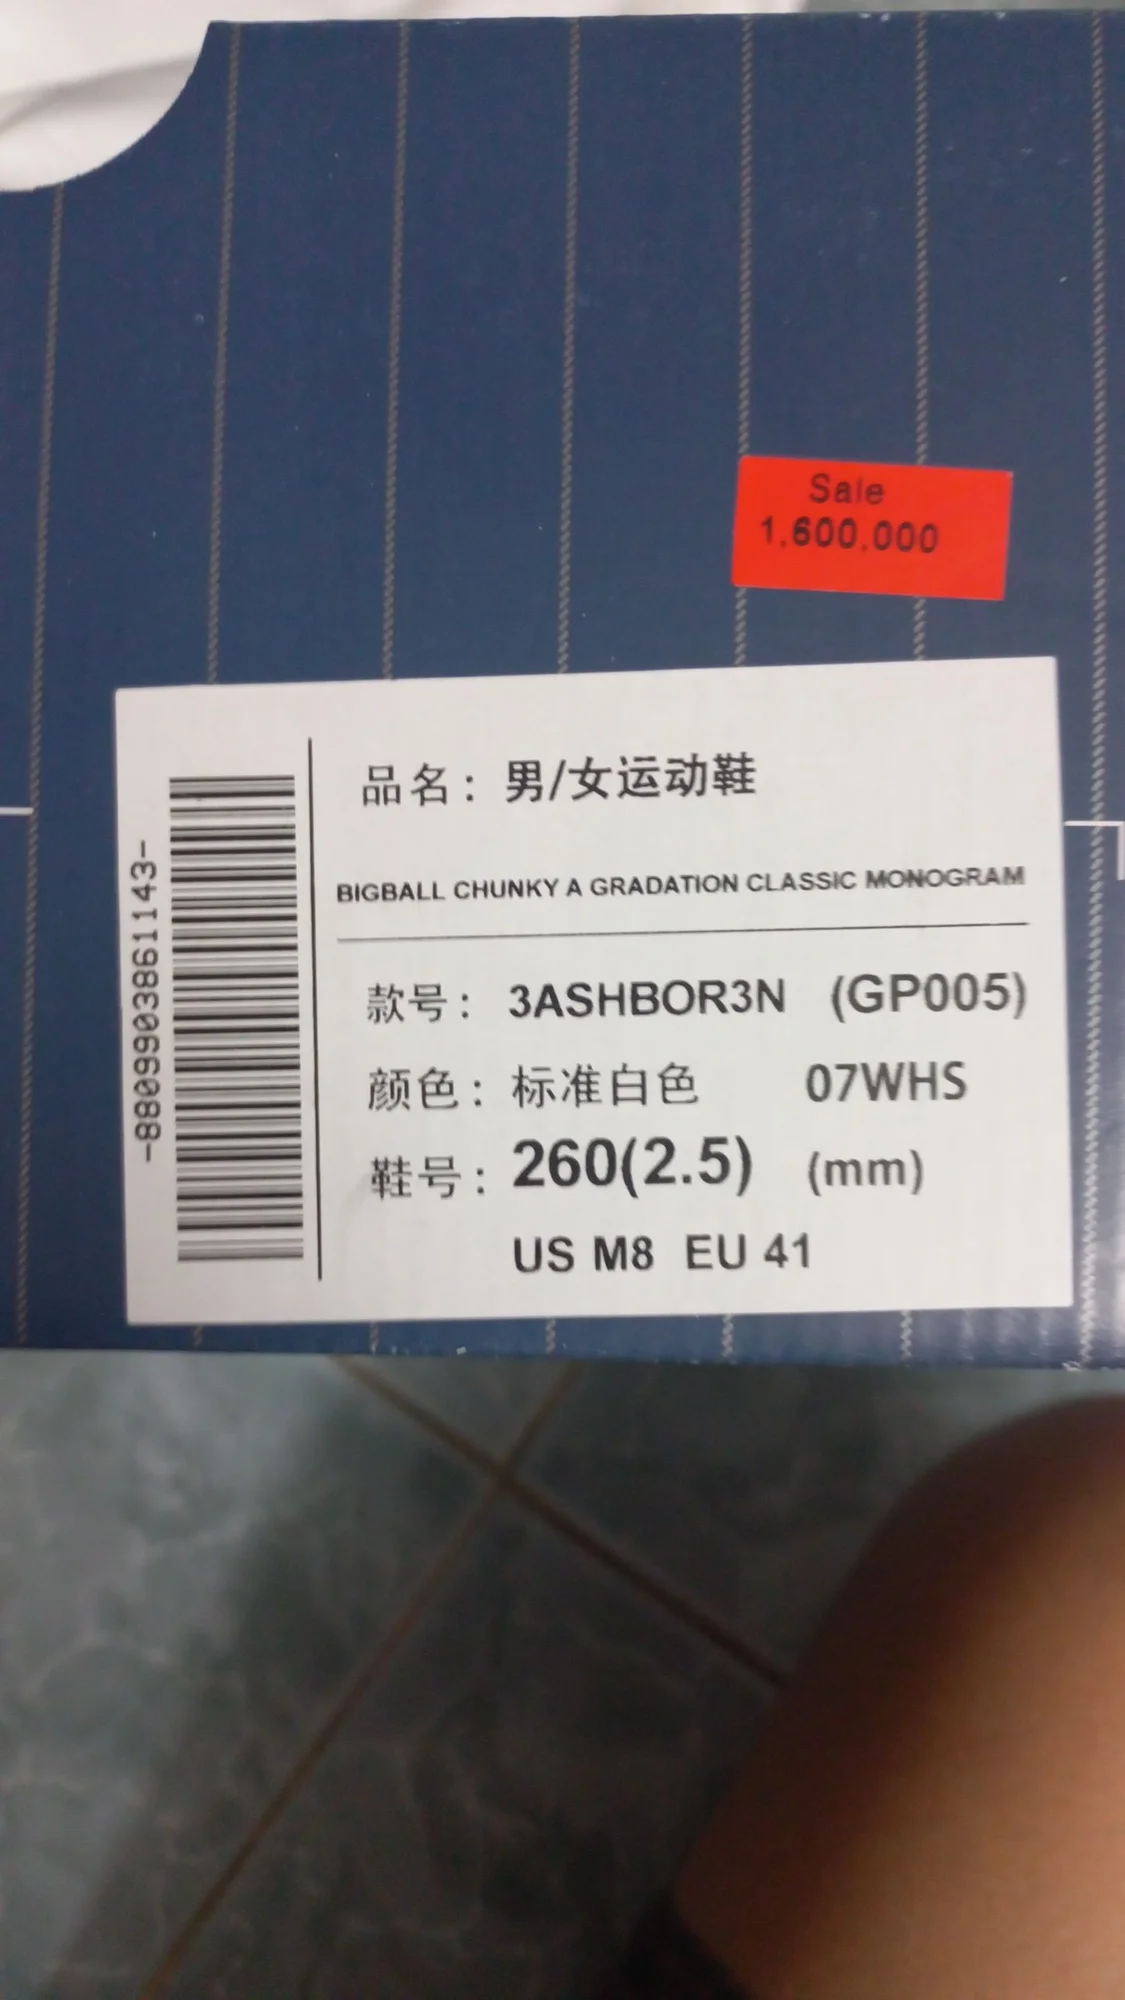 Sale
1.600.000
品名：男/女运动鞋
BIGBALL CHUNKY A GRADATION CLASSIC MONOGRAM
款号：3ASHBOR3N (GP005)
颜色：标准白色 07WHS
鞋号：260(2.5) (mm)
US M8 EU 41
-8809903861143-